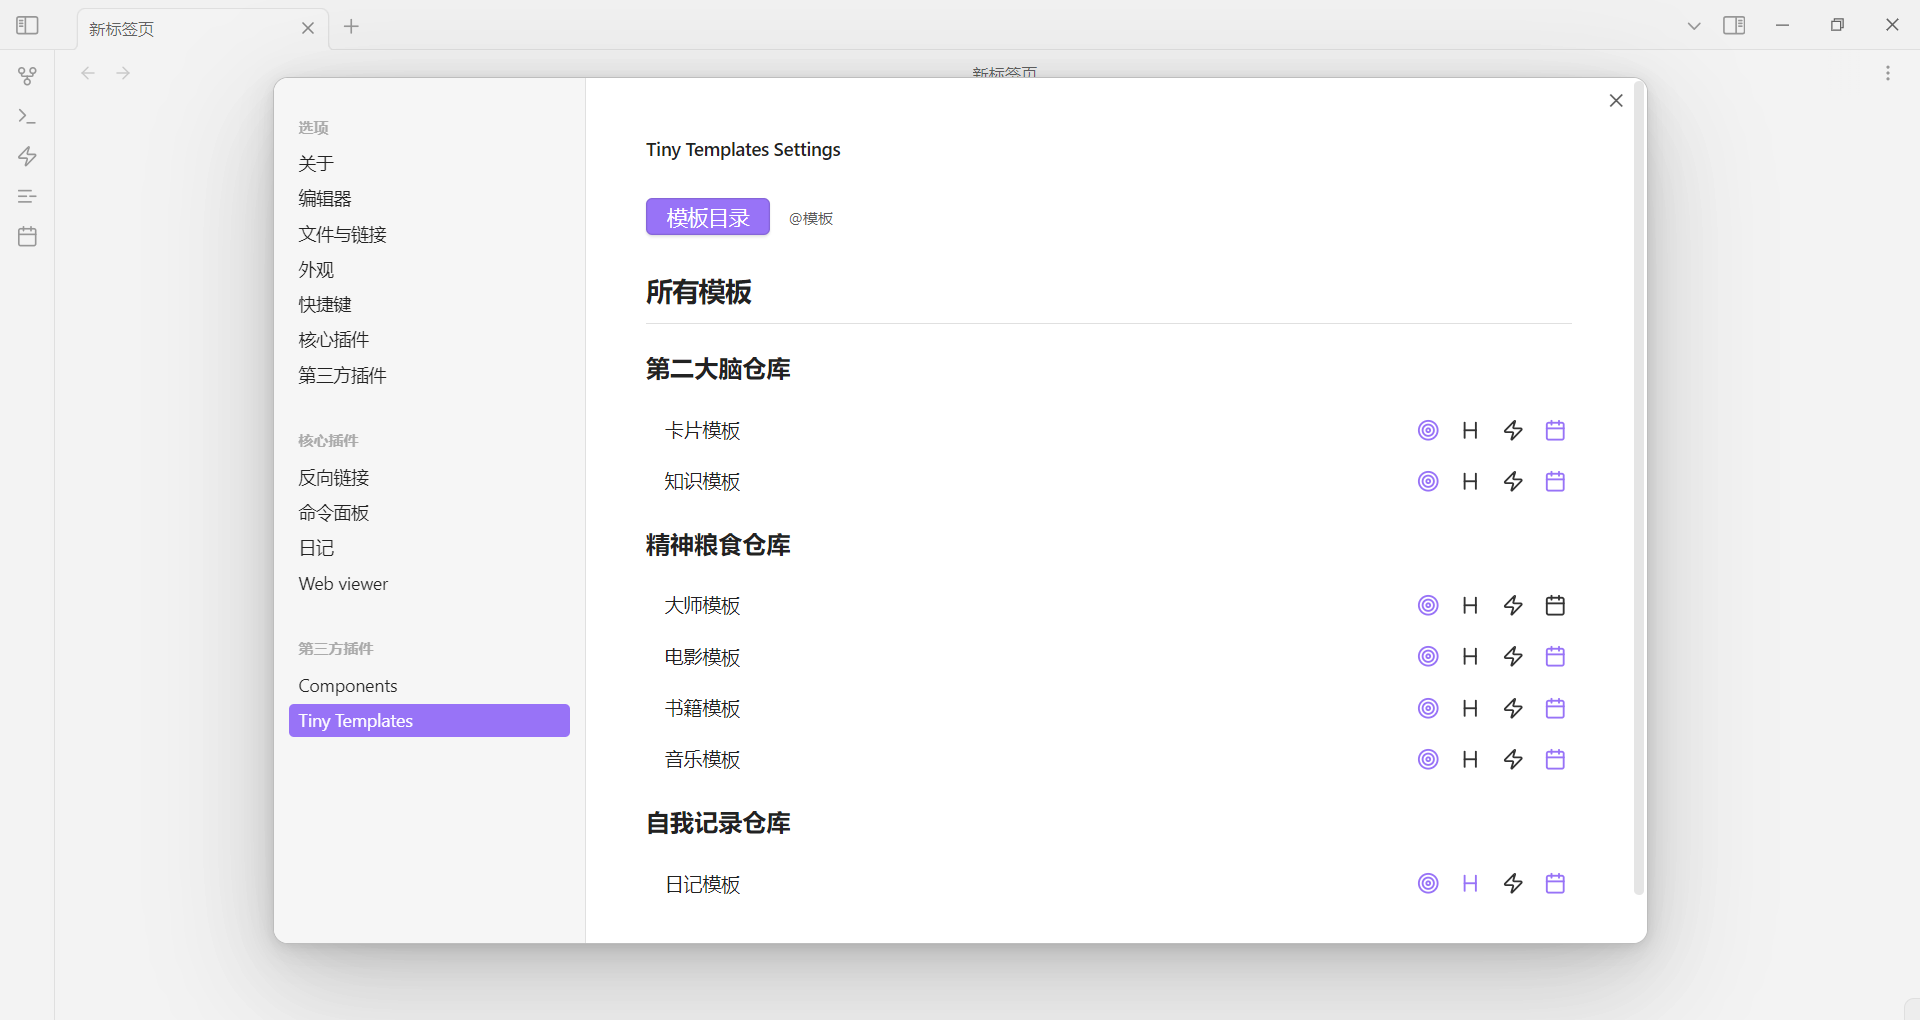 新标签页
新标签页
选项
关于
编辑器
文件与链接
外观
快捷键
核心插件
第三方插件
核心插件
反向链接
命令面板
日记
Web viewer
第三方插件
Components
Tiny Templates
Tiny Templates Settings
模板目录 @模板
所有模板
第二大脑仓库
卡片模板
知识模板
精神粮食仓库
大师模板
电影模板
书籍模板
音乐模板
自我记录仓库
日记模板